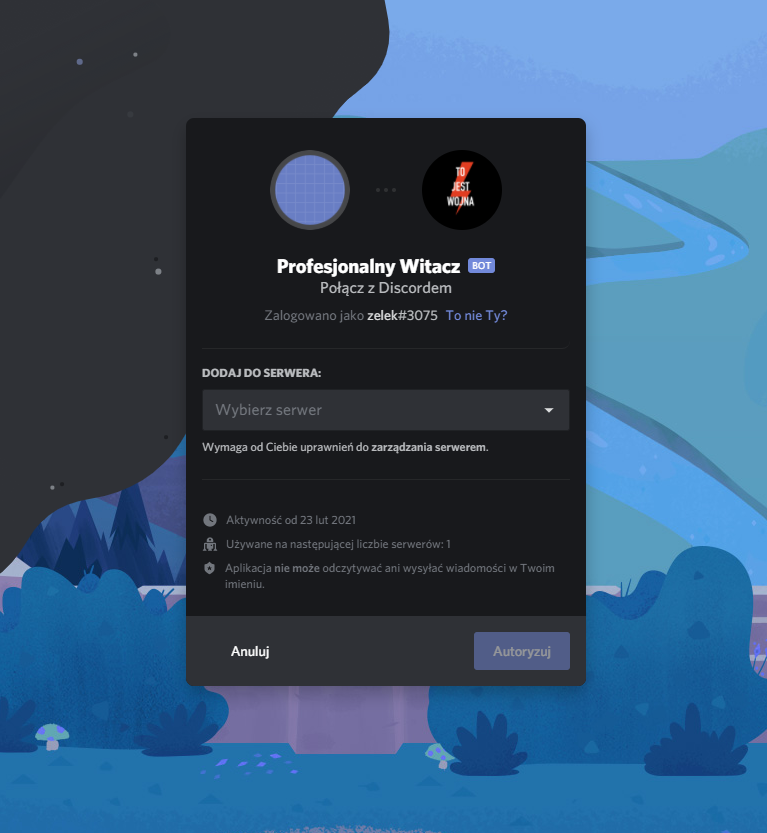 TO
JEST
WOJNA
Profesjonalny Witacz BOT
Połącz z Discordem
Zalogowano jako zelek#3075 To nie Ty?
DODAJ DO SERWERA:
Wybierz serwer
Wymaga od Ciebie uprawnień do zarządzania serwerem.
Aktywność od 23 lut 2021
Używane na następującej liczbie serwerów: 1
Aplikacja nie może odczytywać ani wysyłać wiadomości w Twoim
imieniu.
Anuluj Autoryzuj